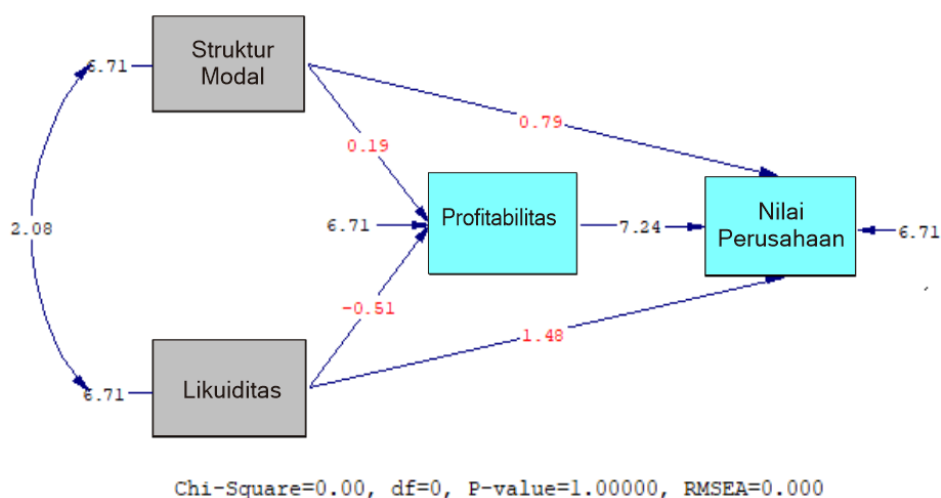 Struktur
Modal
6.71
0.79
0.19
2.08
6.71
Profitabilitas
7.24
Nilai
Perusahaan
6.71
-0.51
1.48
6.71
Likuiditas
Chi-Square=0.00, df=0, P-value=1.00000, RMSEA=0.000